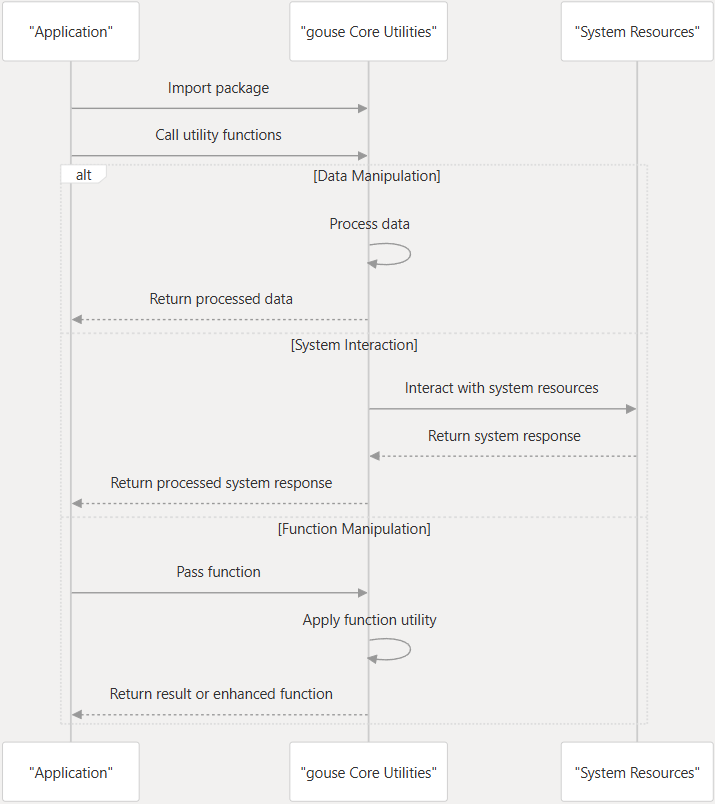 "Application"
"gouse Core Utilities"
"System Resources"
Import package
Call utility functions
alt
[Data Manipulation]
Process data
Return processed data
[System Interaction]
Interact with system resources
Return system response
Return processed system response
[Function Manipulation]
Pass function
Apply function utility
Return result or enhanced function
"Application"
"gouse Core Utilities"
"System Resources"